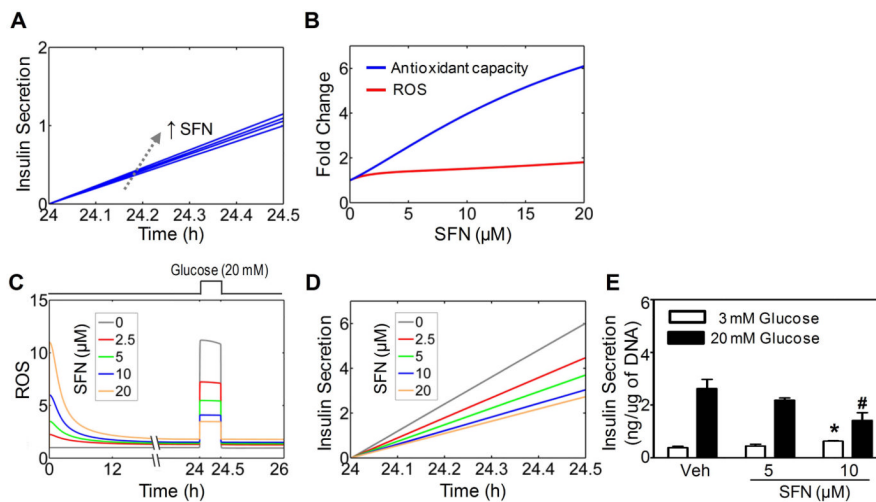 A
Insulin Secretion
2
1
0
↑ SFN
24 24.1 24.2 24.3 24.4 24.5
Time (h)
B
Fold Change
6
4
2
0
Antioxidant capacity
ROS
0 5 10 15 20
SFN (µM)
C
Glucose (20 mM)
ROS
15
10
5
0
SFN (µM)
0
2.5
5
10
20
0 12 24 24.5 26
Time (h)
D
Insulin Secretion
6
4
2
0
SFN (µM)
0
2.5
5
10
20
24 24.1 24.2 24.3 24.4 24.5
Time (h)
E
Insulin Secretion
(ng/ug of DNA)
6
4
2
0
3 mM Glucose
20 mM Glucose
* #
Veh 5 10
SFN (µM)